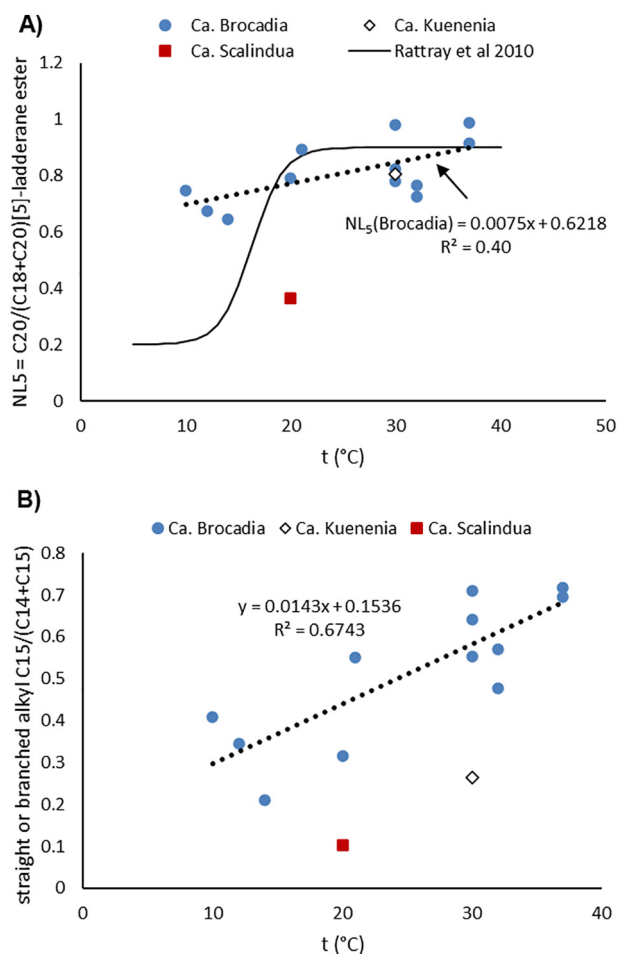 A)
Ca. Brocadia Ca. Kuenenia
Ca. Scalindua Rattray et al 2010
NL5 = C20/(C18+C20)[5]-ladderane ester
1.2
1
0.8
0.6
0.4
0.2
0
NL₅(Brocadia) = 0.0075x + 0.6218
R² = 0.40
0 10 20 30 40 50
t (°C)
B)
Ca. Brocadia Ca. Kuenenia Ca. Scalindua
straight or branched alkyl C15/(C14+C15)
0.8
0.7
0.6
0.5
0.4
0.3
0.2
0.1
0
y = 0.0143x + 0.1536
R² = 0.6743
0 10 20 30 40
t (°C)